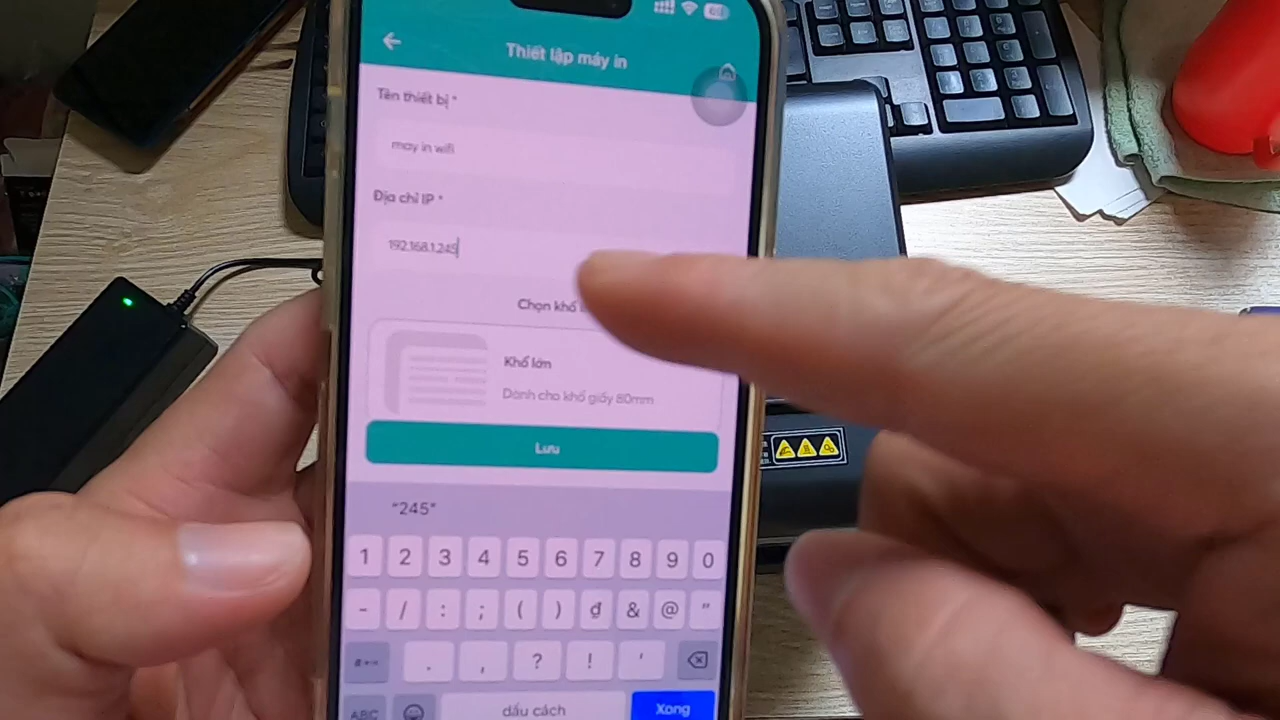 Thiết lập máy in
Tên thiết bị *
may in wifi
Địa chỉ IP *
192.168.1.245
Chọn khổ
Khổ lớn
Dành cho khổ giấy 80mm
Lưu
"245"
1 2 3 4 5 6 7 8 9 0
- / : ; ( ) đ & @ "
#+= . , ? ! '
ABC dấu cách Xong